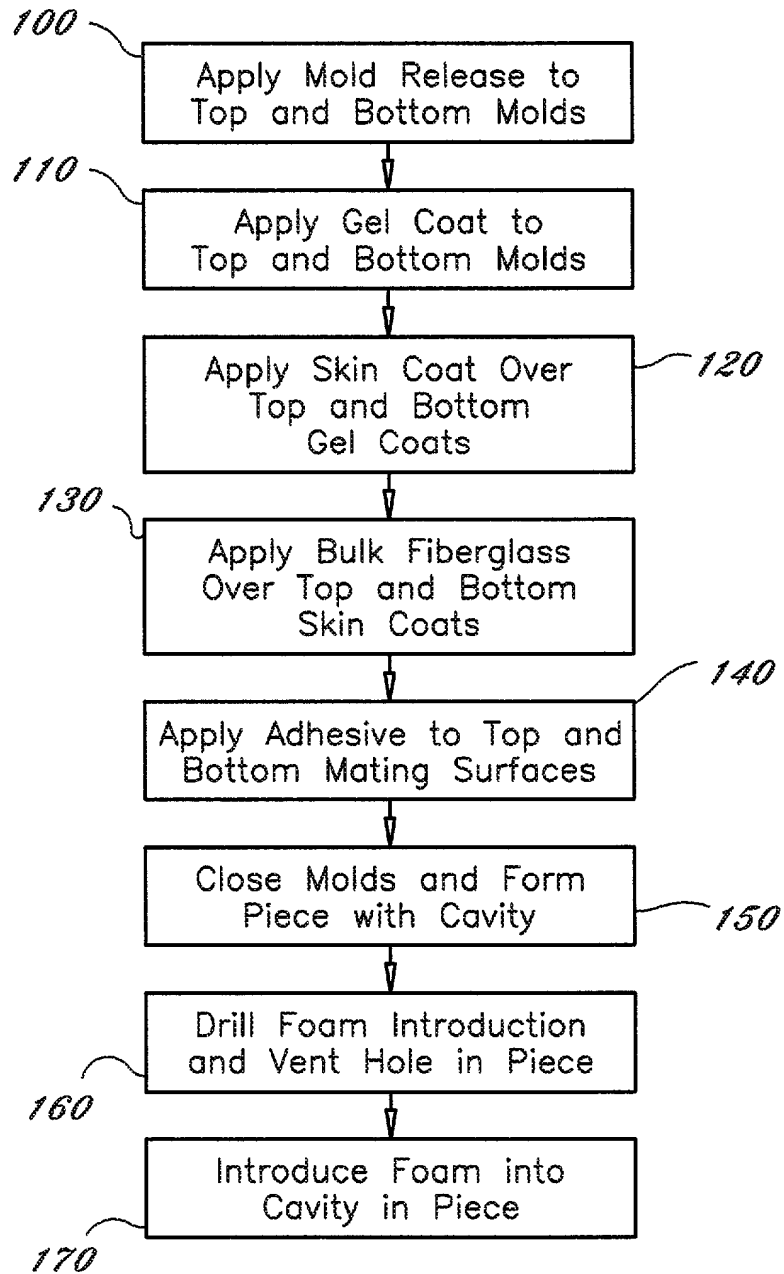 100
Apply Mold Release to
Top and Bottom Molds
110
Apply Gel Coat to
Top and Bottom Molds
120
Apply Skin Coat Over
Top and Bottom
Gel Coats
130
Apply Bulk Fiberglass
Over Top and Bottom
Skin Coats
140
Apply Adhesive to Top and
Bottom Mating Surfaces
Close Molds and Form
Piece with Cavity
150
Drill Foam Introduction
and Vent Hole in Piece
160
Introduce Foam into
Cavity in Piece
170